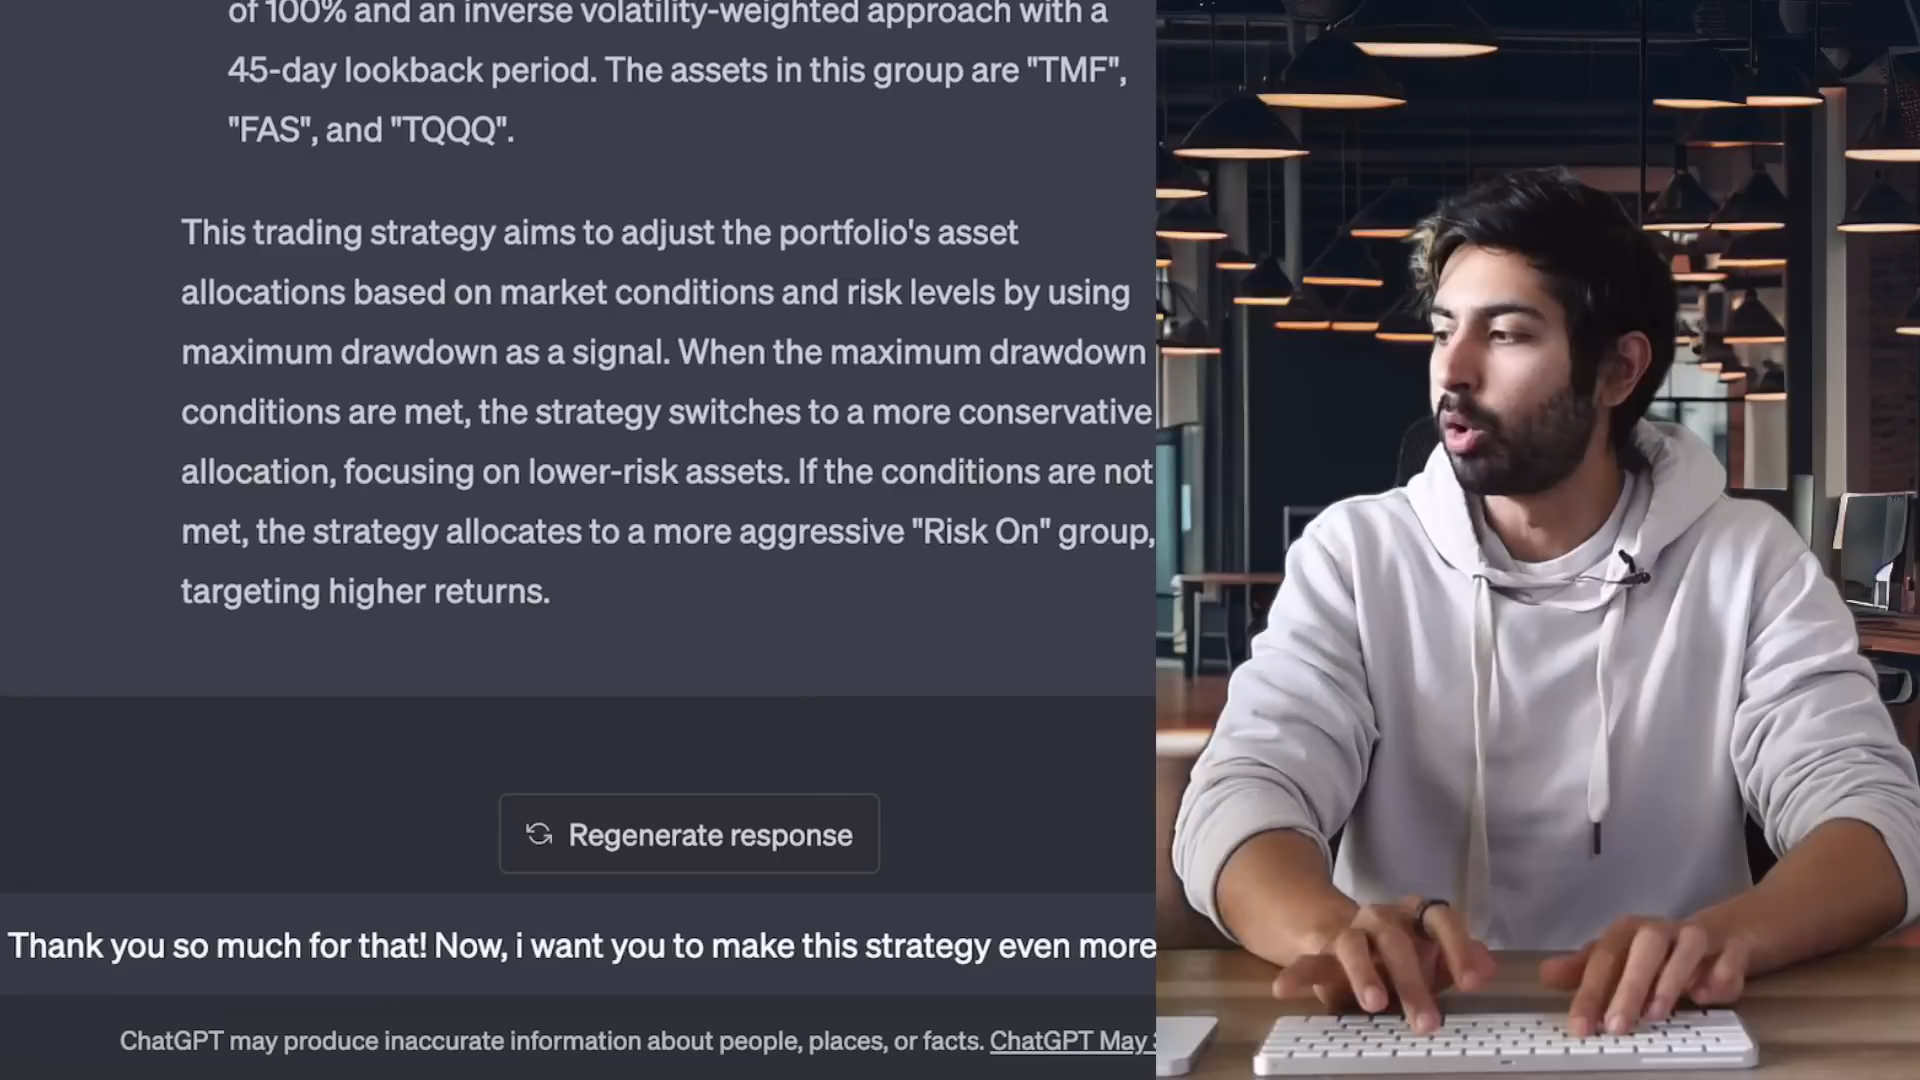 of 100% and an inverse volatility-weighted approach with a
45-day lookback period. The assets in this group are "TMF",
"FAS", and "TQQQ".
This trading strategy aims to adjust the portfolio's asset
allocations based on market conditions and risk levels by using
maximum drawdown as a signal. When the maximum drawdown
conditions are met, the strategy switches to a more conservative
allocation, focusing on lower-risk assets. If the conditions are not
met, the strategy allocates to a more aggressive "Risk On" group,
targeting higher returns.
Regenerate response
Thank you so much for that! Now, i want you to make this strategy even more
ChatGPT may produce inaccurate information about people, places, or facts. ChatGPT May